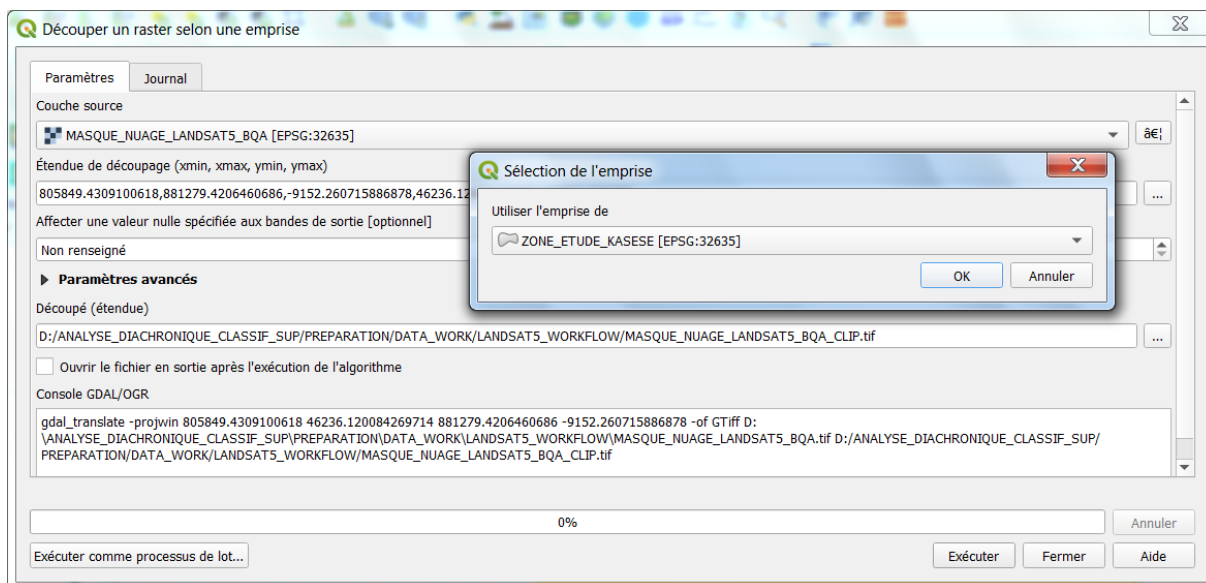 Découper un raster selon une emprise
Paramètres Journal
Couche source
MASQUE_NUAGE_LANDSAT5_BQA [EPSG:32635] â€¦
Étendue de découpage (xmin, xmax, ymin, ymax)
805849.4309100618,881279.4206460686,-9152.260715886878,46236.12 ...
Affecter une valeur nulle spécifiée aux bandes de sortie [optionnel]
Non renseigné
Paramètres avancés
Découpé (étendue)
D:/ANALYSE_DIACHRONIQUE_CLASSIF_SUP/PREPARATION/DATA_WORK/LANDSAT5_WORKFLOW/MASQUE_NUAGE_LANDSAT5_BQA_CLIP.tif ...
Ouvrir le fichier en sortie après l'exécution de l'algorithme
Console GDAL/OGR
gdal_translate -projwin 805849.4309100618 46236.120084269714 881279.4206460686 -9152.260715886878 -of GTiff D:
\ANALYSE_DIACHRONIQUE_CLASSIF_SUP\PREPARATION\DATA_WORK\LANDSAT5_WORKFLOW\MASQUE_NUAGE_LANDSAT5_BQA.tif D:/ANALYSE_DIACHRONIQUE_CLASSIF_SUP/
PREPARATION/DATA_WORK/LANDSAT5_WORKFLOW/MASQUE_NUAGE_LANDSAT5_BQA_CLIP.tif
0% Annuler
Exécuter comme processus de lot... Exécuter Fermer Aide
Sélection de l'emprise
Utiliser l'emprise de
ZONE_ETUDE_KASESE [EPSG:32635]
OK Annuler